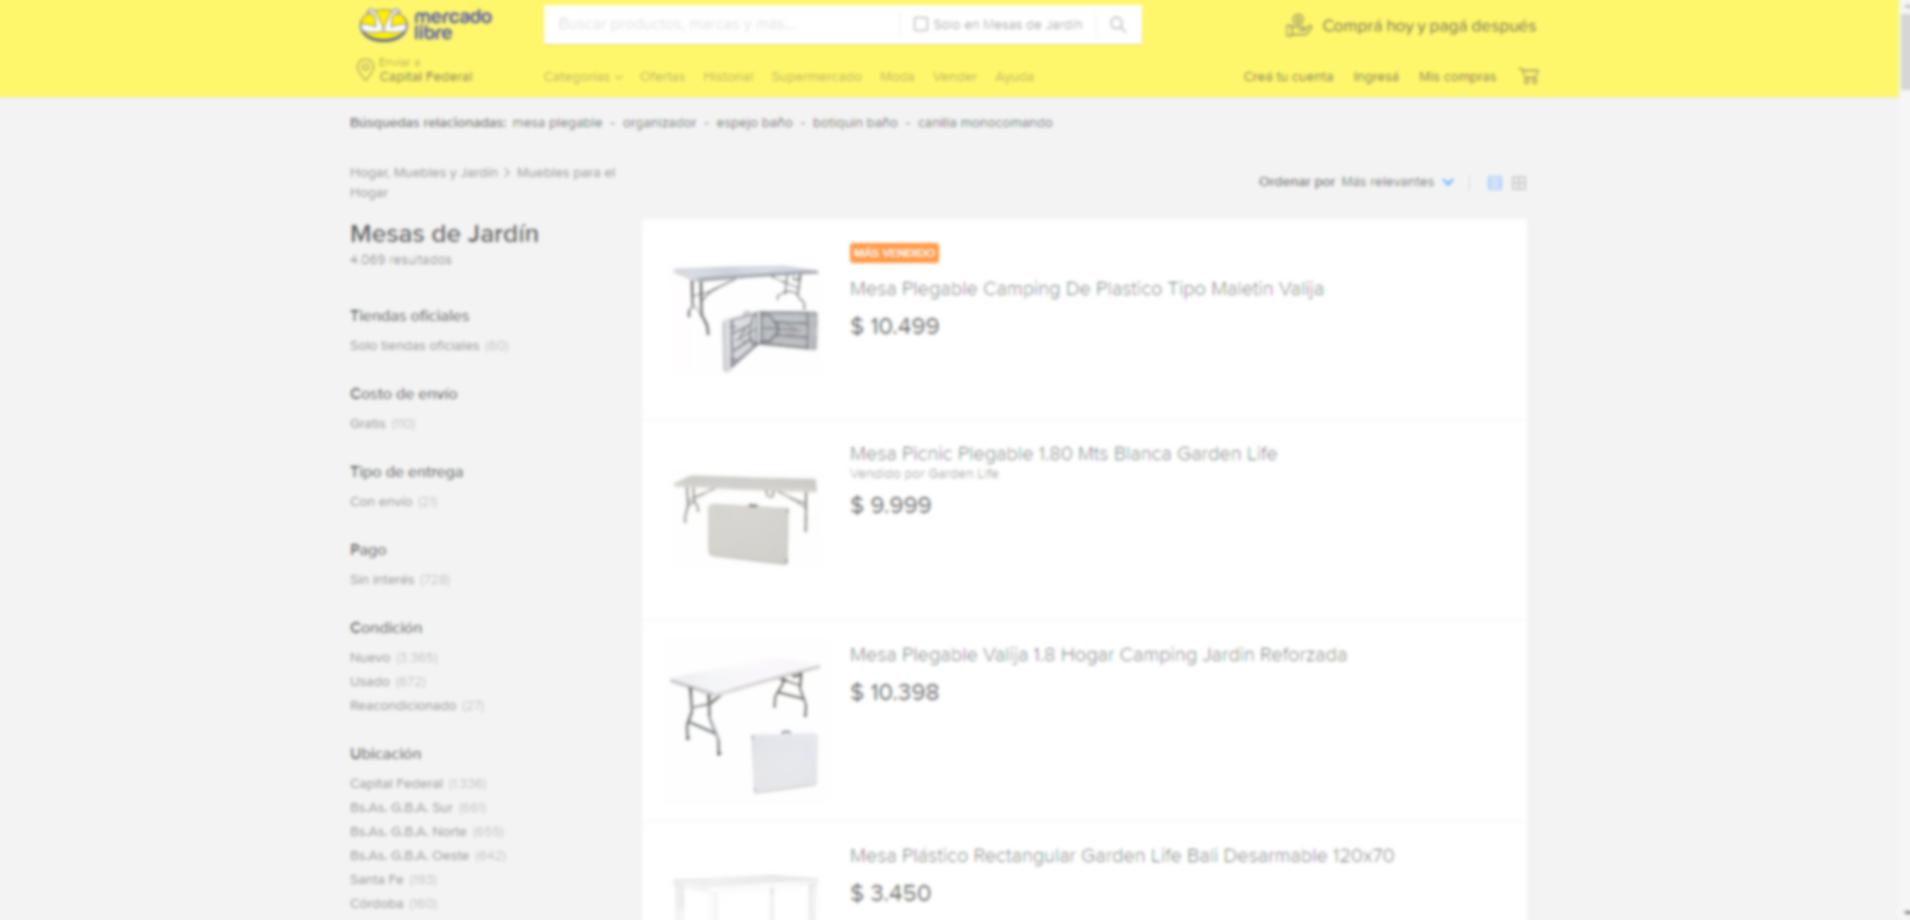 mercado
libre
Buscar productos, marcas y más...
Solo en Mesas de Jardín
Comprá hoy y pagá después
Enviar a
Capital Federal
Categorías
Ofertas
Historial
Supermercado
Moda
Vender
Ayuda
Creá tu cuenta
Ingresá
Mis compras
Búsquedas relacionadas: mesa plegable - organizador - espejo baño - botiquin baño - canilla monocomando
Hogar, Muebles y Jardín > Muebles para el
Hogar
Ordenar por Más relevantes
Mesas de Jardín
4.069 resultados
Tiendas oficiales
Solo tiendas oficiales (60)
Costo de envío
Gratis (110)
Tipo de entrega
Con envío (21)
Pago
Sin interés (728)
Condición
Nuevo (3.365)
Usado (672)
Reacondicionado (27)
Ubicación
Capital Federal (1.336)
Bs.As. G.B.A. Sur (661)
Bs.As. G.B.A. Norte (655)
Bs.As. G.B.A. Oeste (642)
Santa Fe (193)
Córdoba (160)
MÁS VENDIDO
Mesa Plegable Camping De Plastico Tipo Maletin Valija
$ 10.499
Mesa Picnic Plegable 1.80 Mts Blanca Garden Life
Vendido por Garden Life
$ 9.999
Mesa Plegable Valija 1.8 Hogar Camping Jardin Reforzada
$ 10.398
Mesa Plástico Rectangular Garden Life Bali Desarmable 120x70
$ 3.450